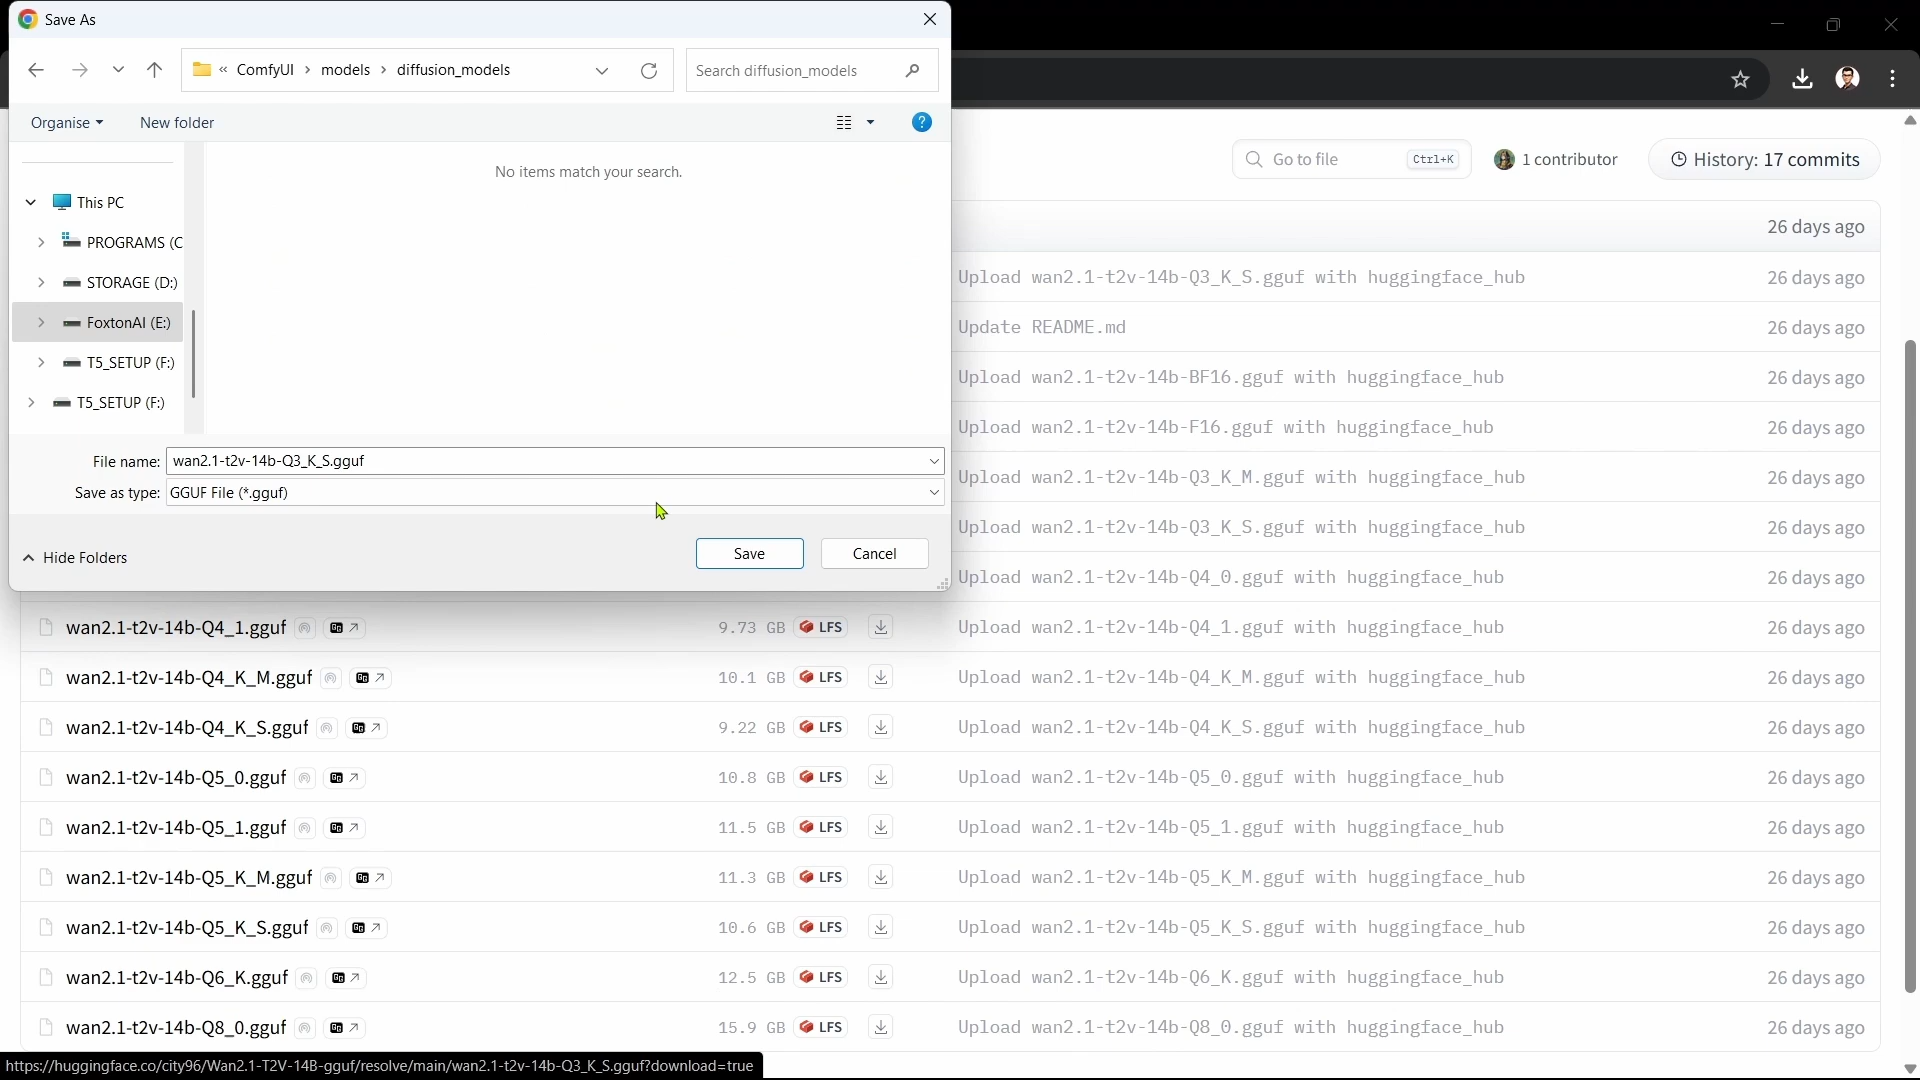 Save As
« ComfyUI > models > diffusion_models
Search diffusion_models
Organise
New folder
?
No items match your search.
This PC
PROGRAMS (C
STORAGE (D:)
FoxtonAI (E:)
T5_SETUP (F:)
T5_SETUP (F:)
File name: wan2.1-t2v-14b-Q3_K_S.gguf
Save as type: GGUF File (*.gguf)
Hide Folders
Save
Cancel
Go to file
Ctrl+K
1 contributor
History: 17 commits
26 days ago
Upload wan2.1-t2v-14b-Q3_K_S.gguf with huggingface_hub 26 days ago
Update README.md 26 days ago
Upload wan2.1-t2v-14b-BF16.gguf with huggingface_hub 26 days ago
Upload wan2.1-t2v-14b-F16.gguf with huggingface_hub 26 days ago
Upload wan2.1-t2v-14b-Q3_K_M.gguf with huggingface_hub 26 days ago
Upload wan2.1-t2v-14b-Q3_K_S.gguf with huggingface_hub 26 days ago
Upload wan2.1-t2v-14b-Q4_0.gguf with huggingface_hub 26 days ago
wan2.1-t2v-14b-Q4_1.gguf 9.73 GB LFS Upload wan2.1-t2v-14b-Q4_1.gguf with huggingface_hub 26 days ago
wan2.1-t2v-14b-Q4_K_M.gguf 10.1 GB LFS Upload wan2.1-t2v-14b-Q4_K_M.gguf with huggingface_hub 26 days ago
wan2.1-t2v-14b-Q4_K_S.gguf 9.22 GB LFS Upload wan2.1-t2v-14b-Q4_K_S.gguf with huggingface_hub 26 days ago
wan2.1-t2v-14b-Q5_0.gguf 10.8 GB LFS Upload wan2.1-t2v-14b-Q5_0.gguf with huggingface_hub 26 days ago
wan2.1-t2v-14b-Q5_1.gguf 11.5 GB LFS Upload wan2.1-t2v-14b-Q5_1.gguf with huggingface_hub 26 days ago
wan2.1-t2v-14b-Q5_K_M.gguf 11.3 GB LFS Upload wan2.1-t2v-14b-Q5_K_M.gguf with huggingface_hub 26 days ago
wan2.1-t2v-14b-Q5_K_S.gguf 10.6 GB LFS Upload wan2.1-t2v-14b-Q5_K_S.gguf with huggingface_hub 26 days ago
wan2.1-t2v-14b-Q6_K.gguf 12.5 GB LFS Upload wan2.1-t2v-14b-Q6_K.gguf with huggingface_hub 26 days ago
wan2.1-t2v-14b-Q8_0.gguf 15.9 GB LFS Upload wan2.1-t2v-14b-Q8_0.gguf with huggingface_hub 26 days ago
https://huggingface.co/city96/Wan2.1-T2V-14B-gguf/resolve/main/wan2.1-t2v-14b-Q3_K_S.gguf?download=true